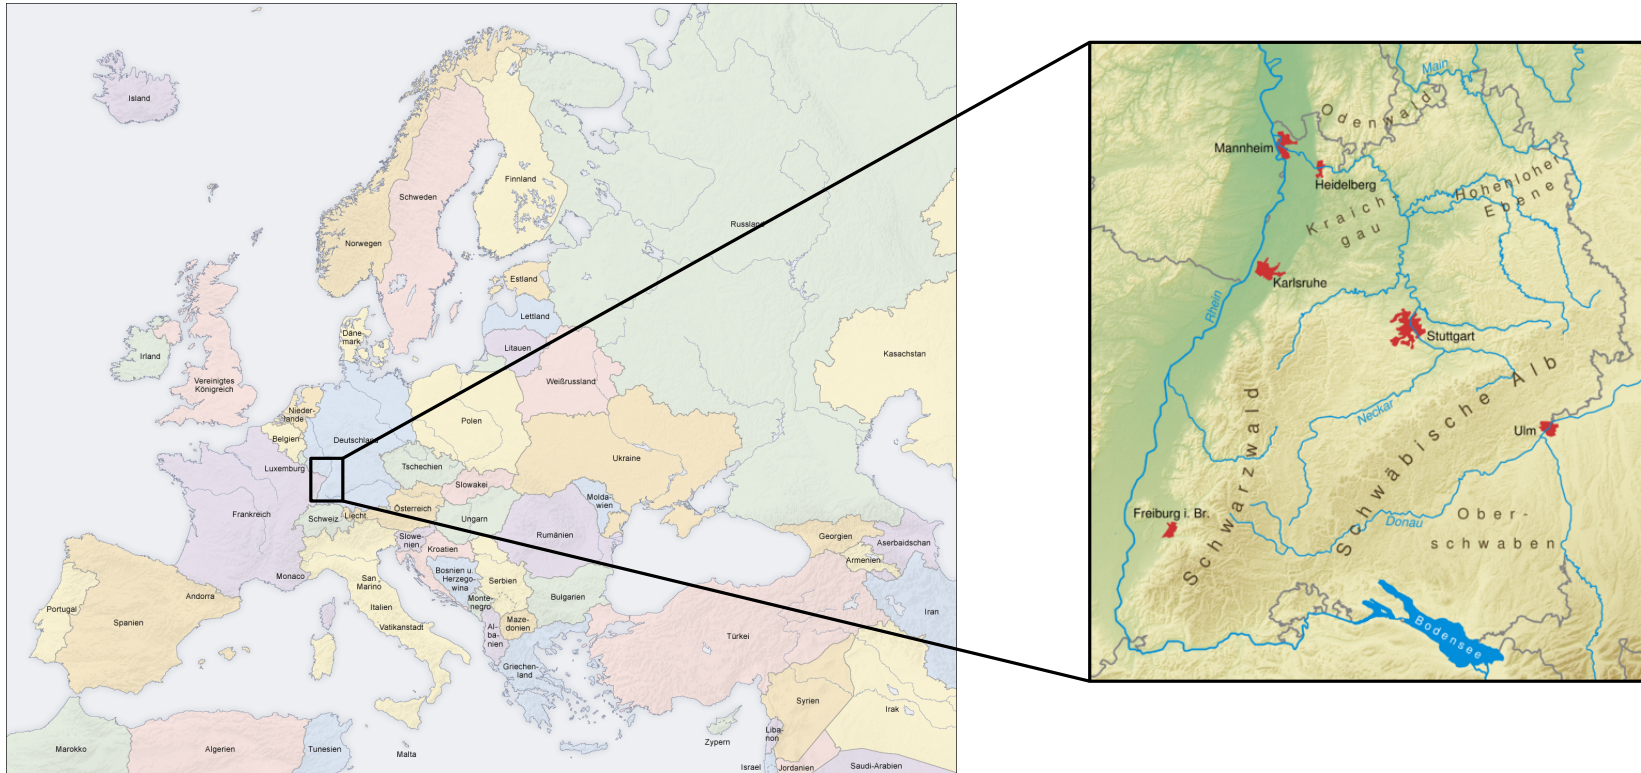 Island
Finnland
Schweden
Russland
Norwegen
Estland
Lettland
Däne
mark
Litauen
Irland
Kasachstan
Vereinigtes
Königreich
Weißrussland
Nieder-
lande
Polen
Belgien
Deutschland
Luxemburg
Tschechien
Ukraine
Slowakei
Molda-
wien
Frankreich
Schweiz
Liecht.
Österreich
Ungarn
Rumänien
Slowe-
nien
Kroatien
Georgien
Aserbaidschan
Armenien
Monaco
San
Marino
Bosnien u.
Herzego-
wina
Serbien
Monte-
negro
Bulgarien
Andorra
Portugal
Spanien
Italien
Vatikanstadt
Al-
ba-
nien
Maze-
donien
Türkei
Iran
Griechen-
land
Syrien
Irak
Marokko
Algerien
Tunesien
Malta
Zypern
Liba-
non
Israel
Jordanien
Saudi-Arabien
Main
Odenwald
Mannheim
Heidelberg
Hohenloher
Ebene
Kraich-
gau
Karlsruhe
Rhein
Stuttgart
Schwäbische Alb
Neckar
Schwarzwald
Ulm
Freiburg i. Br.
Donau
Ober-
schwaben
Bodensee